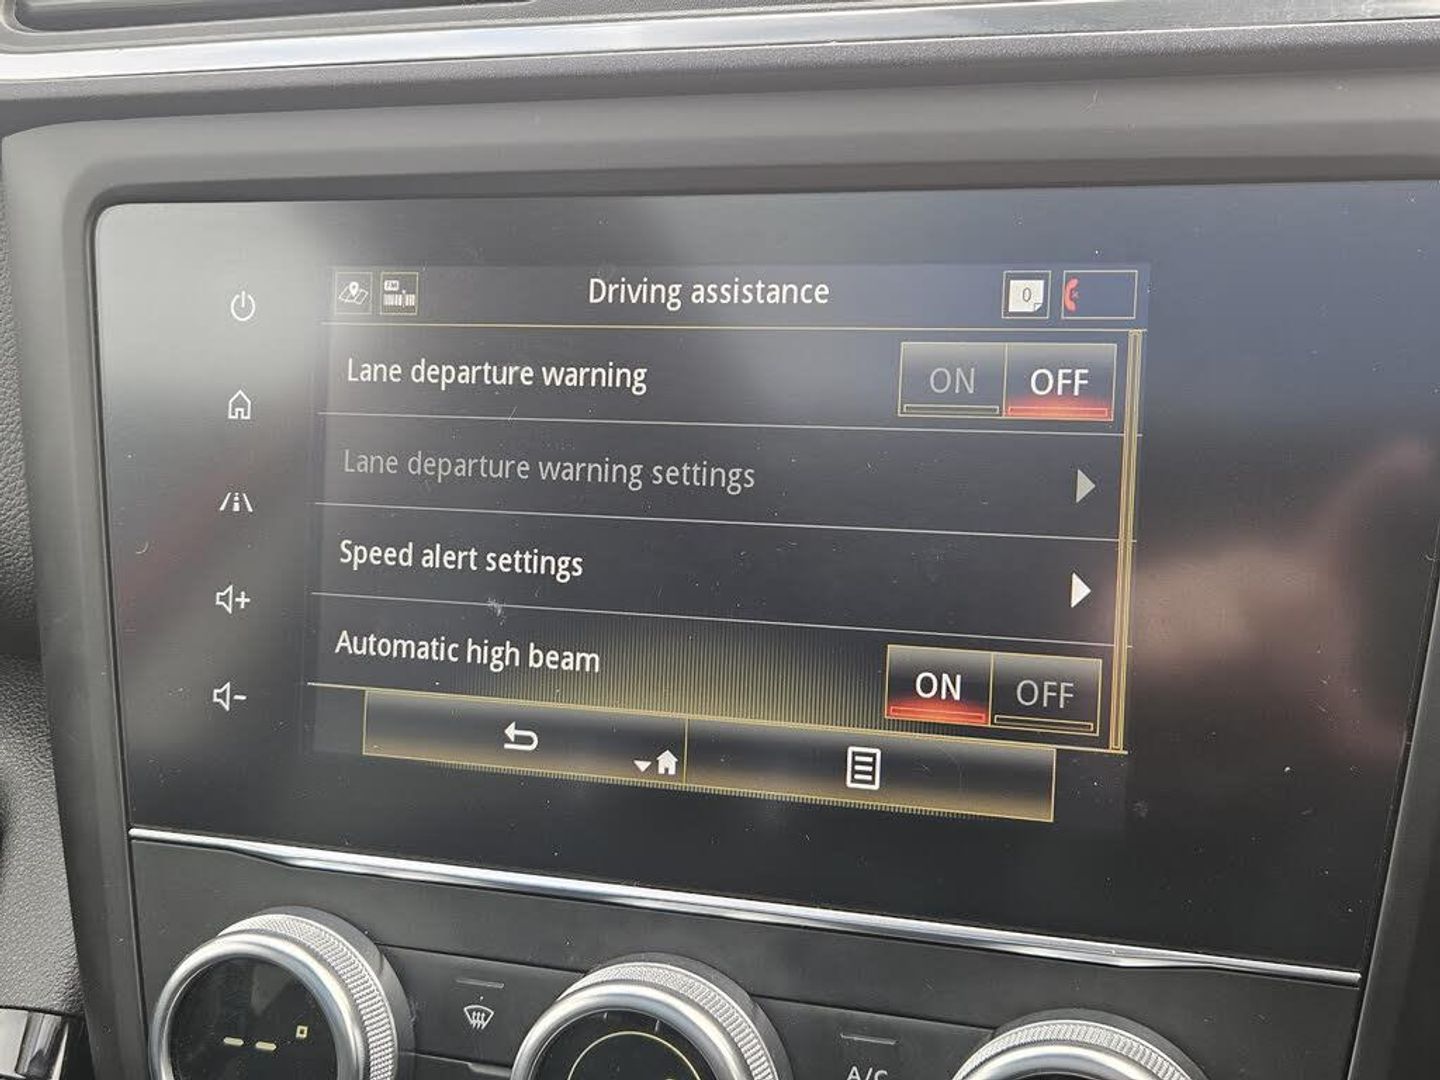 Driving assistance
0
Lane departure warning
ON OFF
Lane departure warning settings
Speed alert settings
Automatic high beam
ON OFF
A/C